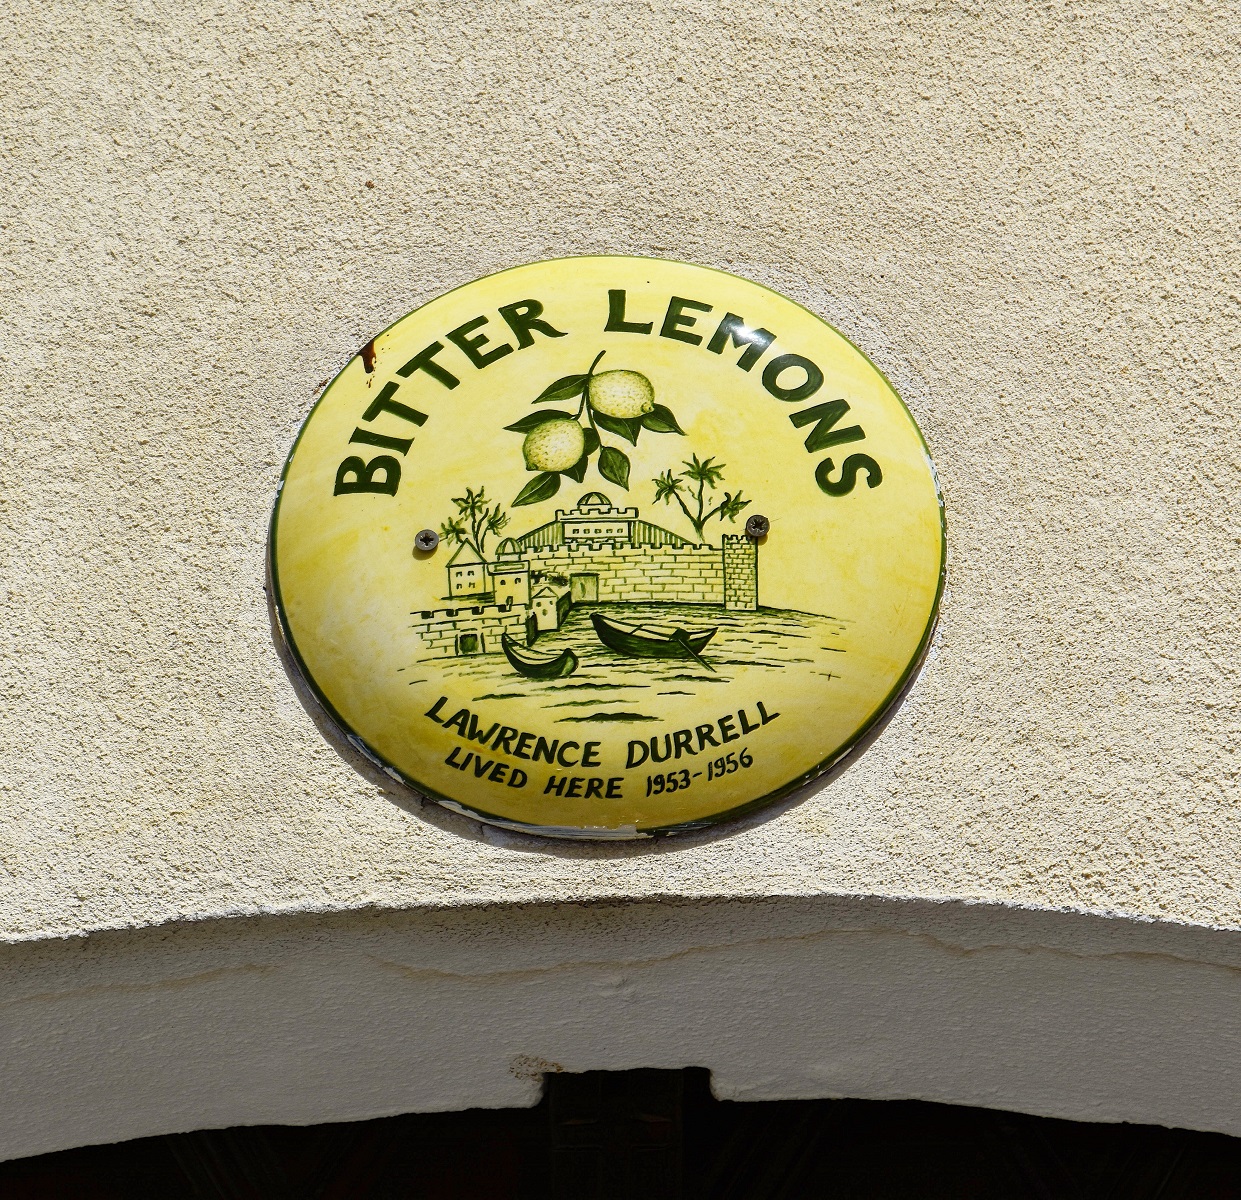 BITTER LEMONS
LAWRENCE DURRELL
LIVED HERE 1953-1956